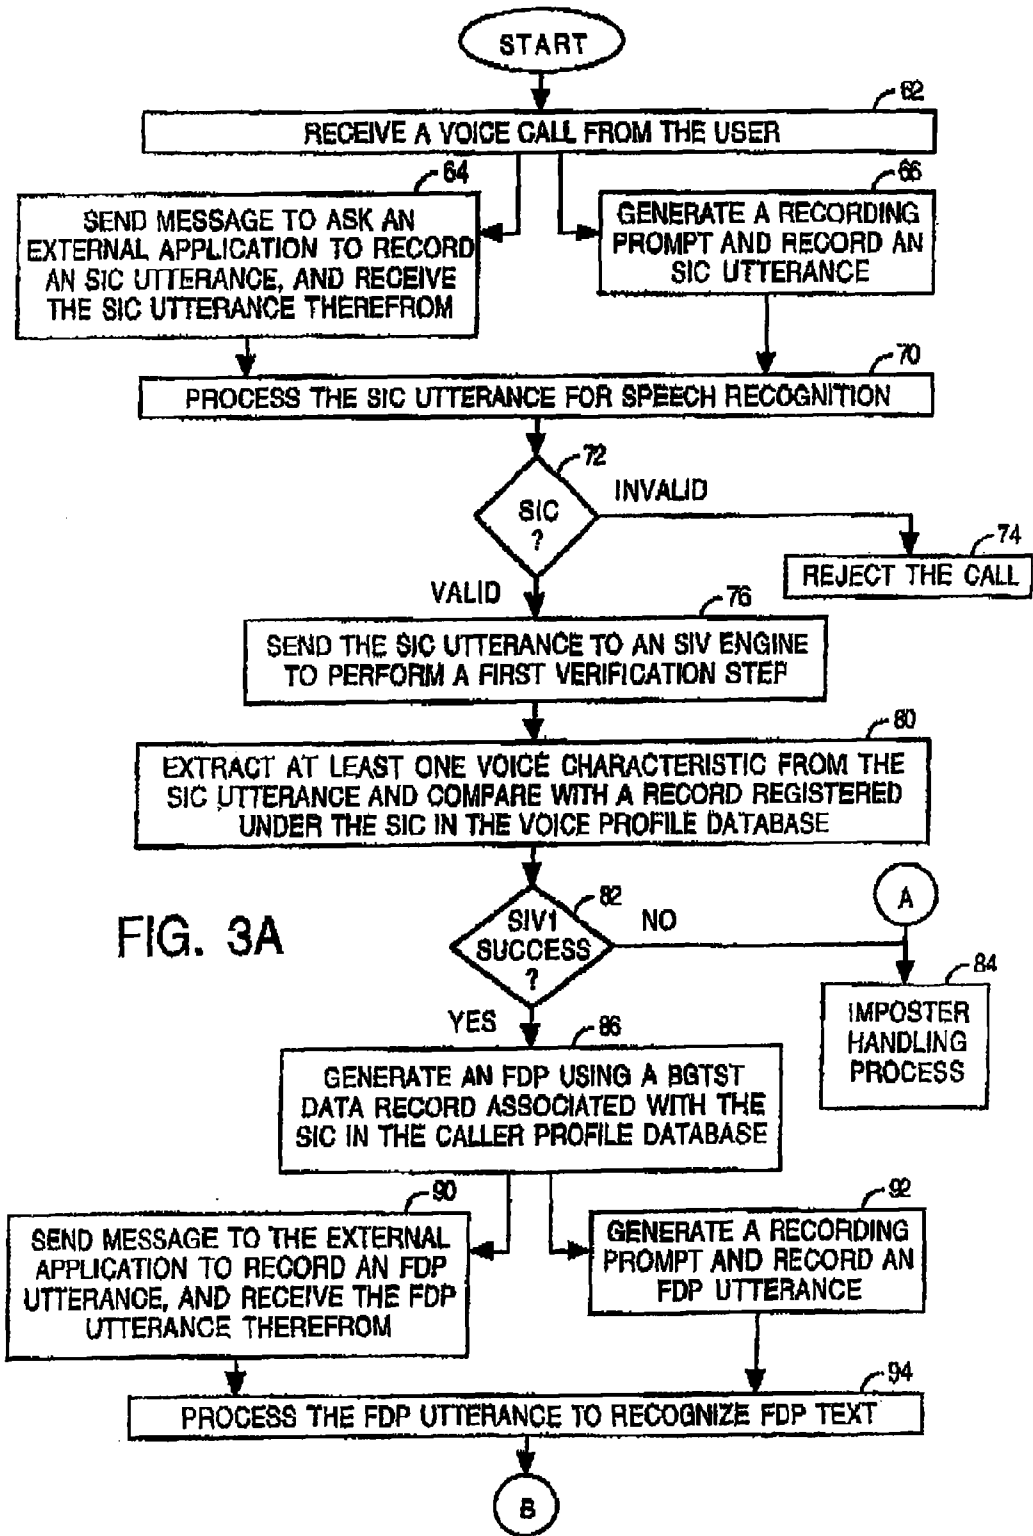 START
62
RECEIVE A VOICE CALL FROM THE USER
64
SEND MESSAGE TO ASK AN
EXTERNAL APPLICATION TO RECORD
AN SIC UTTERANCE, AND RECEIVE
THE SIC UTTERANCE THEREFROM
66
GENERATE A RECORDING
PROMPT AND RECORD AN
SIC UTTERANCE
70
PROCESS THE SIC UTTERANCE FOR SPEECH RECOGNITION
72
SIC
?
INVALID
74
REJECT THE CALL
VALID
76
SEND THE SIC UTTERANCE TO AN SIV ENGINE
TO PERFORM A FIRST VERIFICATION STEP
80
EXTRACT AT LEAST ONE VOICE CHARACTERISTIC FROM THE
SIC UTTERANCE AND COMPARE WITH A RECORD REGISTERED
UNDER THE SIC IN THE VOICE PROFILE DATABASE
FIG. 3A
82
SIV1
SUCCESS
?
NO
A
84
IMPOSTER
HANDLING
PROCESS
YES
86
GENERATE AN FDP USING A BGTST
DATA RECORD ASSOCIATED WITH THE
SIC IN THE CALLER PROFILE DATABASE
90
SEND MESSAGE TO THE EXTERNAL
APPLICATION TO RECORD AN FDP
UTTERANCE, AND RECEIVE THE FDP
UTTERANCE THEREFROM
92
GENERATE A RECORDING
PROMPT AND RECORD AN
FDP UTTERANCE
94
PROCESS THE FDP UTTERANCE TO RECOGNIZE FDP TEXT
B